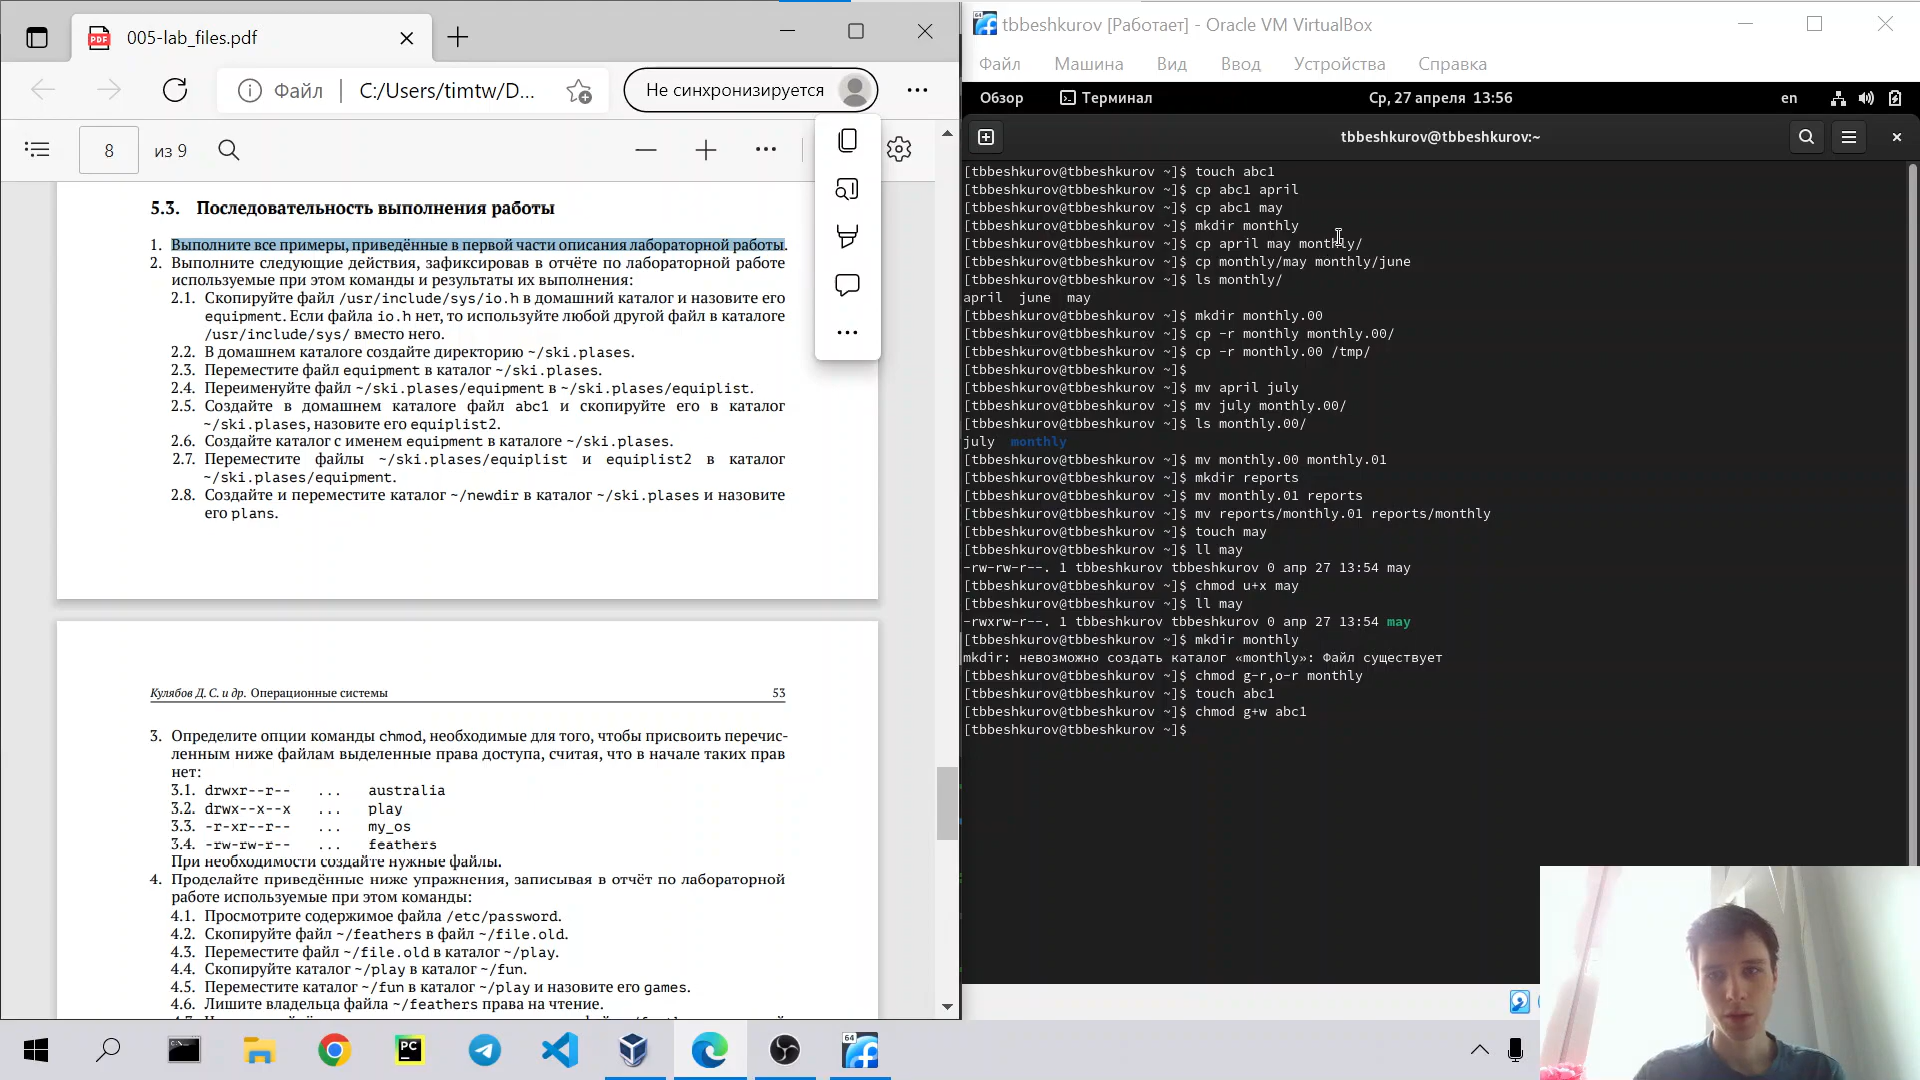 005-lab_files.pdf
Файл
C:/Users/timtw/D...
Не синхронизируется
8
из 9
5.3. Последовательность выполнения работы
1. Выполните все примеры, приведённые в первой части описания лабораторной работы.
2. Выполните следующие действия, зафиксировав в отчёте по лабораторной работе
используемые при этом команды и результаты их выполнения:
2.1. Скопируйте файл /usr/include/sys/io.h в домашний каталог и назовите его
equipment. Если файла io.h нет, то используйте любой другой файл в каталоге
/usr/include/sys/ вместо него.
2.2. В домашнем каталоге создайте директорию ~/ski.plases.
2.3. Переместите файл equipment в каталог ~/ski.plases.
2.4. Переименуйте файл ~/ski.plases/equipment в ~/ski.plases/equiplist.
2.5. Создайте в домашнем каталоге файл abc1 и скопируйте его в каталог
~/ski.plases, назовите его equiplist2.
2.6. Создайте каталог с именем equipment в каталоге ~/ski.plases.
2.7. Переместите файлы ~/ski.plases/equiplist и equiplist2 в каталог
~/ski.plases/equipment.
2.8. Создайте и переместите каталог ~/newdir в каталог ~/ski.plases и назовите
его plans.
Кулябов Д. С. и др. Операционные системы 53
3. Определите опции команды chmod, необходимые для того, чтобы присвоить перечис-
ленным ниже файлам выделенные права доступа, считая, что в начале таких прав
нет:
3.1. drwxr--r-- ... australia
3.2. drwx--x--x ... play
3.3. -r-xr--r-- ... my_os
3.4. -rw-rw-r-- ... feathers
При необходимости создайте нужные файлы.
4. Проделайте приведённые ниже упражнения, записывая в отчёт по лабораторной
работе используемые при этом команды:
4.1. Просмотрите содержимое файла /etc/password.
4.2. Скопируйте файл ~/feathers в файл ~/file.old.
4.3. Переместите файл ~/file.old в каталог ~/play.
4.4. Скопируйте каталог ~/play в каталог ~/fun.
4.5. Переместите каталог ~/fun в каталог ~/play и назовите его games.
4.6. Лишите владельца файла ~/feathers права на чтение.
tbbeshkurov [Работает] - Oracle VM VirtualBox
Файл Машина Вид Ввод Устройства Справка
Обзор Терминал Ср, 27 апреля 13:56 en
tbbeshkurov@tbbeshkurov:~
[tbbeshkurov@tbbeshkurov ~]$ touch abc1
[tbbeshkurov@tbbeshkurov ~]$ cp abc1 april
[tbbeshkurov@tbbeshkurov ~]$ cp abc1 may
[tbbeshkurov@tbbeshkurov ~]$ mkdir monthly
[tbbeshkurov@tbbeshkurov ~]$ cp april may monthly/
[tbbeshkurov@tbbeshkurov ~]$ cp monthly/may monthly/june
[tbbeshkurov@tbbeshkurov ~]$ ls monthly/
april june may
[tbbeshkurov@tbbeshkurov ~]$ mkdir monthly.00
[tbbeshkurov@tbbeshkurov ~]$ cp -r monthly monthly.00/
[tbbeshkurov@tbbeshkurov ~]$ cp -r monthly.00 /tmp/
[tbbeshkurov@tbbeshkurov ~]$
[tbbeshkurov@tbbeshkurov ~]$ mv april july
[tbbeshkurov@tbbeshkurov ~]$ mv july monthly.00/
[tbbeshkurov@tbbeshkurov ~]$ ls monthly.00/
july monthly
[tbbeshkurov@tbbeshkurov ~]$ mv monthly.00 monthly.01
[tbbeshkurov@tbbeshkurov ~]$ mkdir reports
[tbbeshkurov@tbbeshkurov ~]$ mv monthly.01 reports
[tbbeshkurov@tbbeshkurov ~]$ mv reports/monthly.01 reports/monthly
[tbbeshkurov@tbbeshkurov ~]$ touch may
[tbbeshkurov@tbbeshkurov ~]$ ll may
-rw-rw-r--. 1 tbbeshkurov tbbeshkurov 0 апр 27 13:54 may
[tbbeshkurov@tbbeshkurov ~]$ chmod u+x may
[tbbeshkurov@tbbeshkurov ~]$ ll may
-rwxrw-r--. 1 tbbeshkurov tbbeshkurov 0 апр 27 13:54 may
[tbbeshkurov@tbbeshkurov ~]$ mkdir monthly
mkdir: невозможно создать каталог «monthly»: Файл существует
[tbbeshkurov@tbbeshkurov ~]$ chmod g-r,o-r monthly
[tbbeshkurov@tbbeshkurov ~]$ touch abc1
[tbbeshkurov@tbbeshkurov ~]$ chmod g+w abc1
[tbbeshkurov@tbbeshkurov ~]$